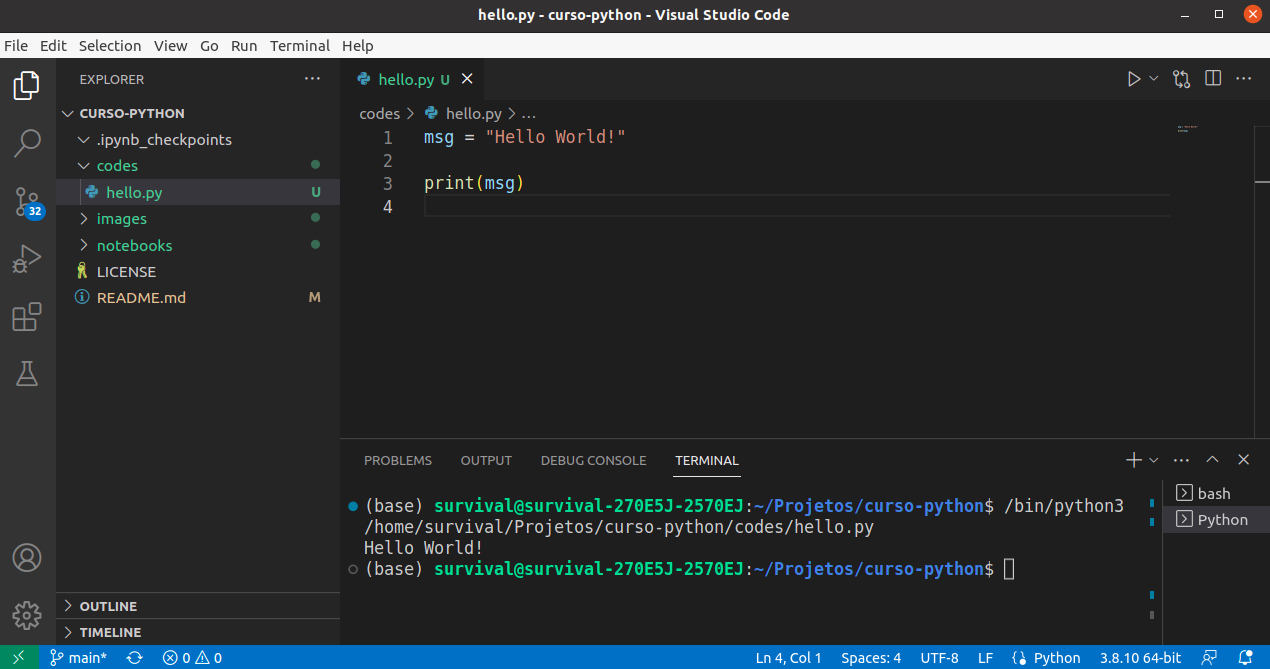 hello.py - curso-python - Visual Studio Code
File Edit Selection View Go Run Terminal Help
EXPLORER
CURSO-PYTHON
.ipynb_checkpoints
codes
hello.py U
images
notebooks
LICENSE
README.md M
OUTLINE
TIMELINE
32
hello.py U
codes > hello.py > ...
1 msg = "Hello World!"
2
3 print(msg)
4
PROBLEMS OUTPUT DEBUG CONSOLE TERMINAL
(base) survival@survival-270E5J-2570EJ:~/Projetos/curso-python$ /bin/python3
/home/survival/Projetos/curso-python/codes/hello.py
Hello World!
(base) survival@survival-270E5J-2570EJ:~/Projetos/curso-python$
bash
Python
main* 0 0 Ln 4, Col 1 Spaces: 4 UTF-8 LF Python 3.8.10 64-bit